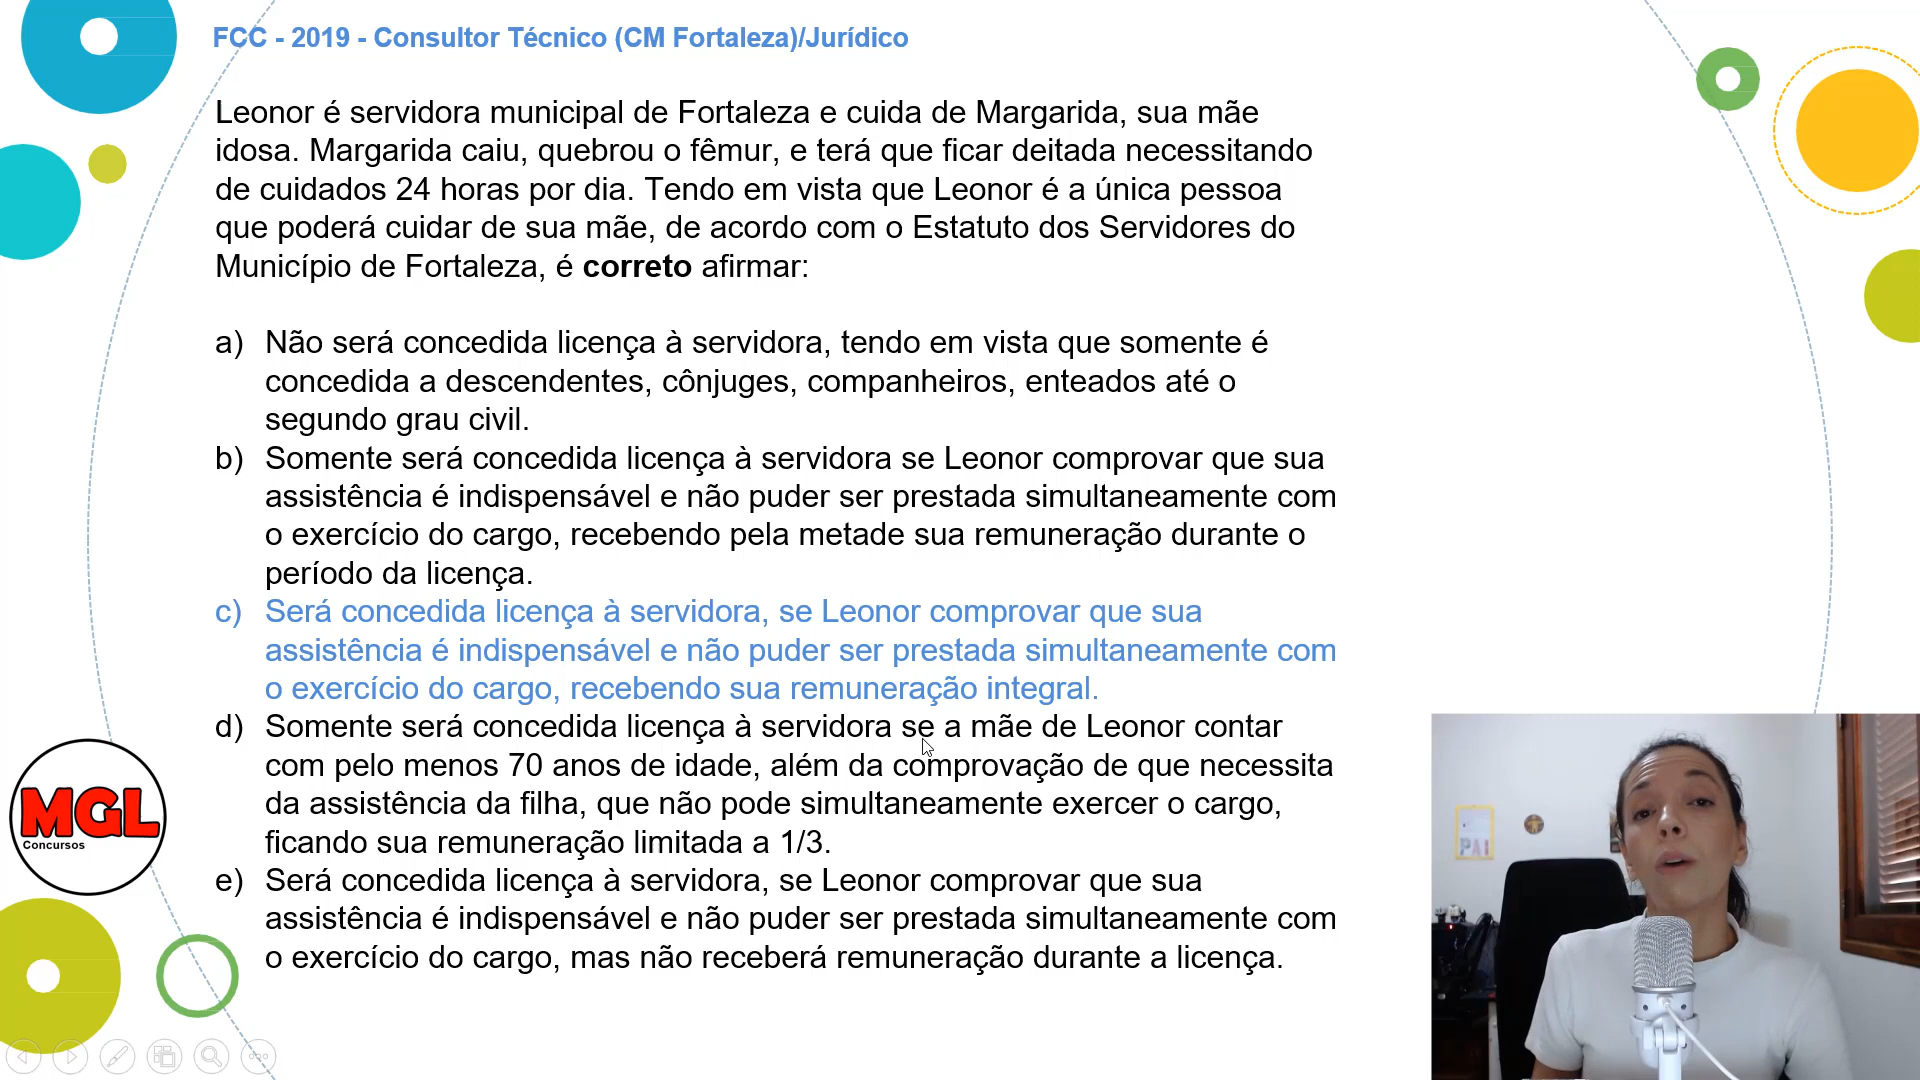 FCC - 2019 - Consultor Técnico (CM Fortaleza)/Jurídico
Leonor é servidora municipal de Fortaleza e cuida de Margarida, sua mãe
idosa. Margarida caiu, quebrou o fêmur, e terá que ficar deitada necessitando
de cuidados 24 horas por dia. Tendo em vista que Leonor é a única pessoa
que poderá cuidar de sua mãe, de acordo com o Estatuto dos Servidores do
Município de Fortaleza, é correto afirmar:
a) Não será concedida licença à servidora, tendo em vista que somente é
concedida a descendentes, cônjuges, companheiros, enteados até o
segundo grau civil.
b) Somente será concedida licença à servidora se Leonor comprovar que sua
assistência é indispensável e não puder ser prestada simultaneamente com
o exercício do cargo, recebendo pela metade sua remuneração durante o
período da licença.
c) Será concedida licença à servidora, se Leonor comprovar que sua
assistência é indispensável e não puder ser prestada simultaneamente com
o exercício do cargo, recebendo sua remuneração integral.
d) Somente será concedida licença à servidora se a mãe de Leonor contar
com pelo menos 70 anos de idade, além da comprovação de que necessita
da assistência da filha, que não pode simultaneamente exercer o cargo,
ficando sua remuneração limitada a 1/3.
e) Será concedida licença à servidora, se Leonor comprovar que sua
assistência é indispensável e não puder ser prestada simultaneamente com
o exercício do cargo, mas não receberá remuneração durante a licença.
MGL
Concursos
PAI